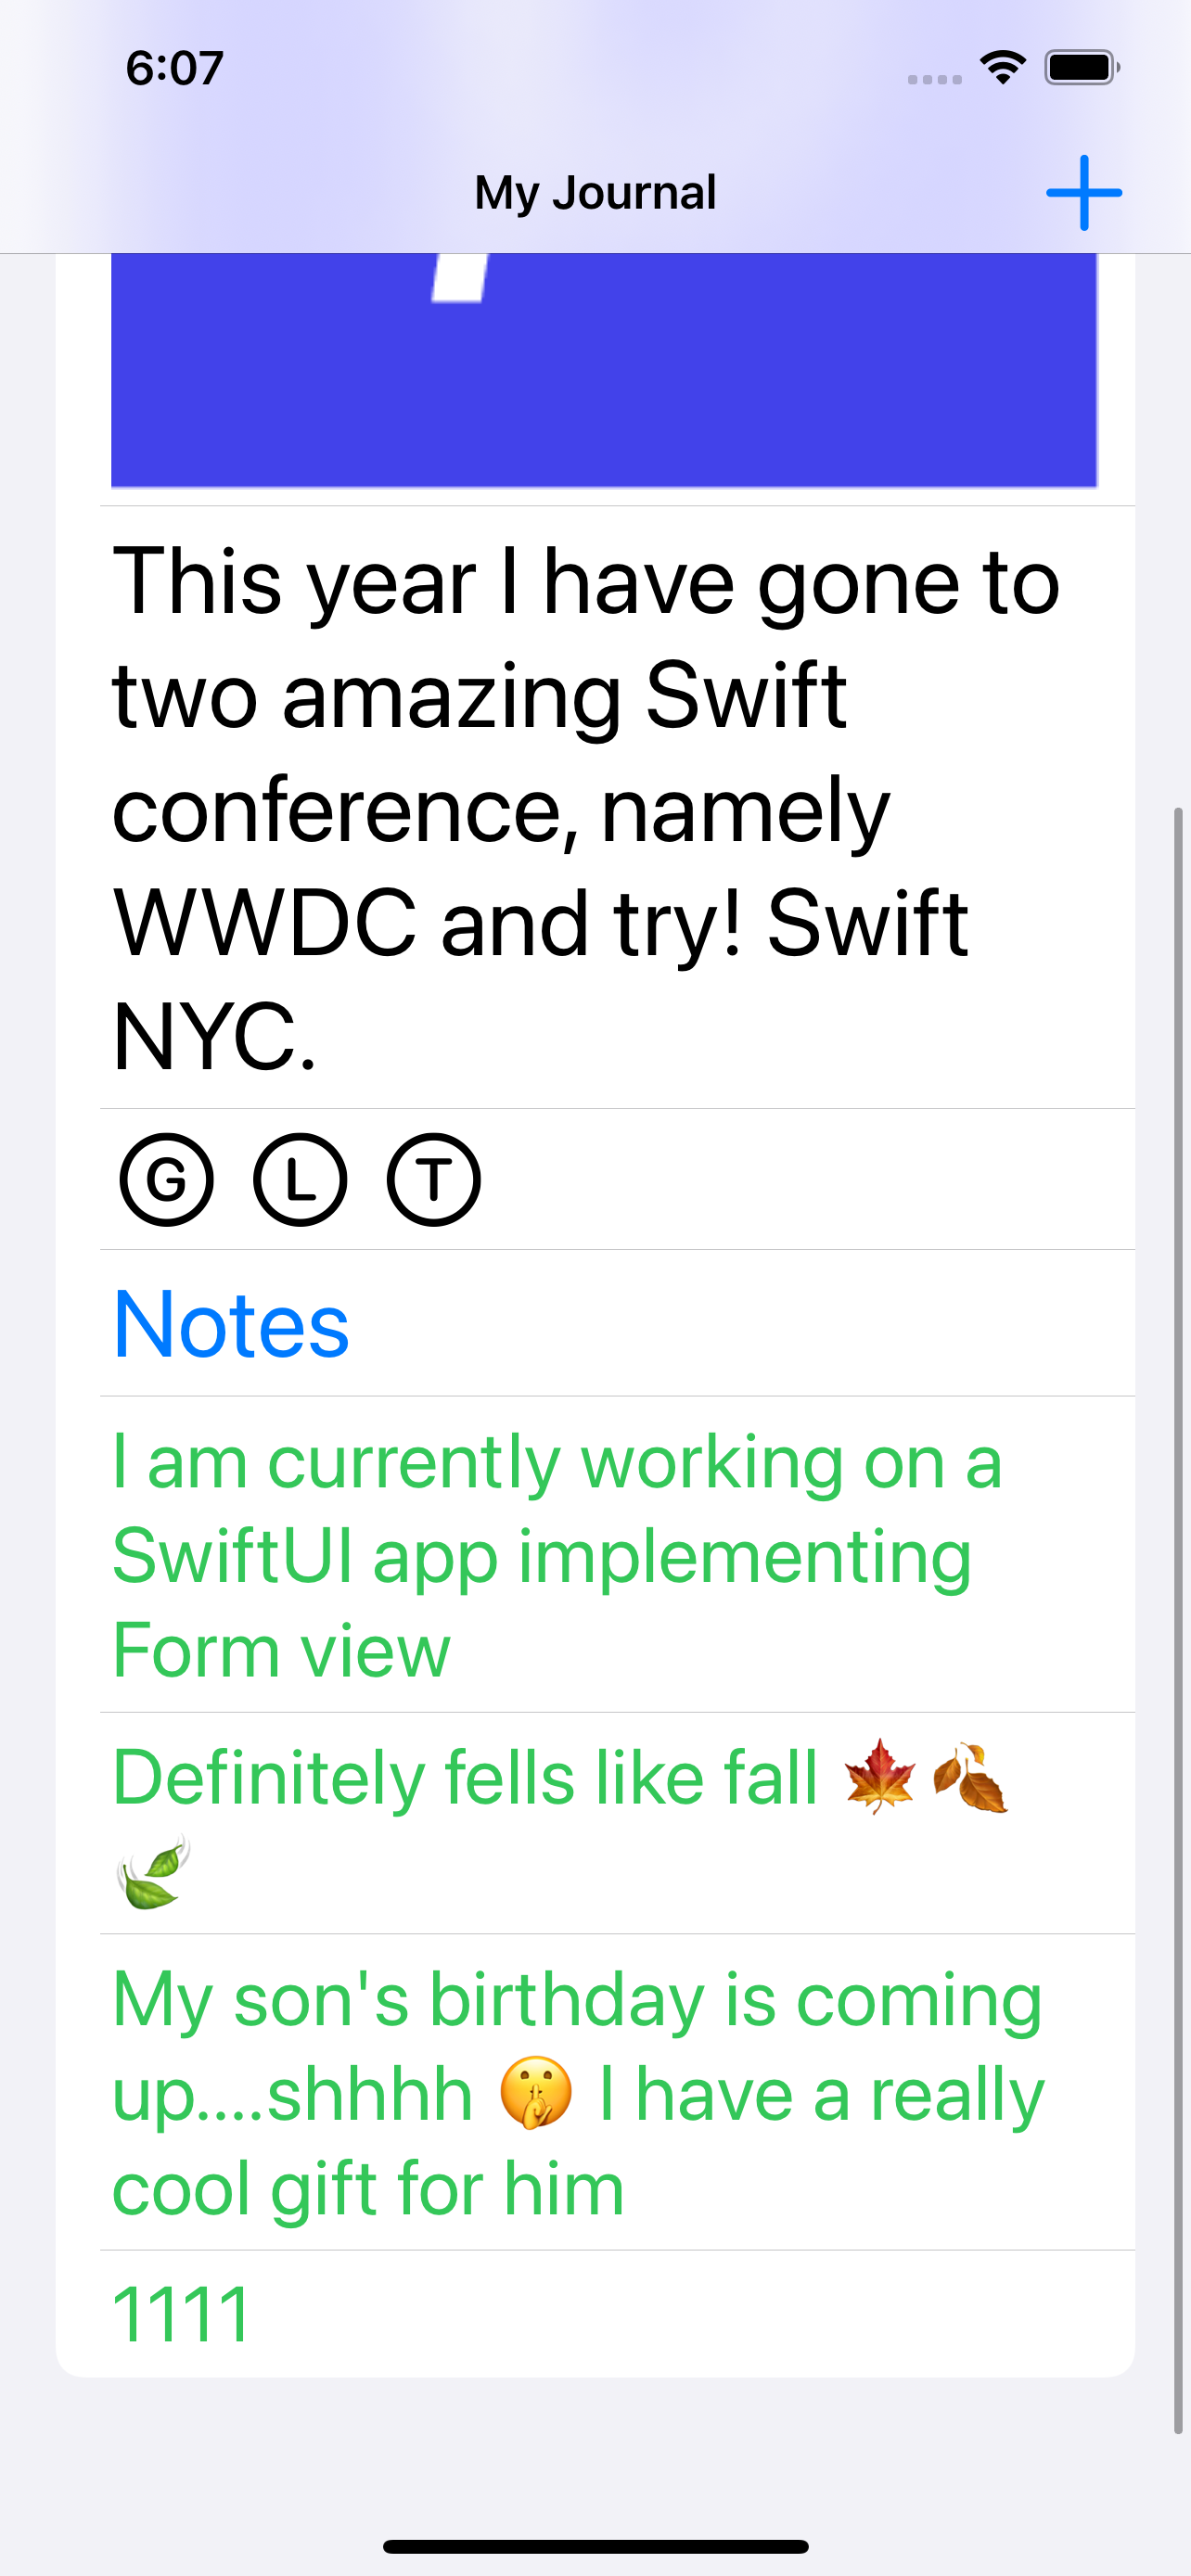 6:07
My Journal
This year I have gone to
two amazing Swift
conference, namely
WWDC and try! Swift
NYC.
G L T
Notes
I am currently working on a
SwiftUI app implementing
Form view
Definitely fells like fall 🍁 🍂
🍃
My son's birthday is coming
up....shhhh 🤫 I have a really
cool gift for him
1111